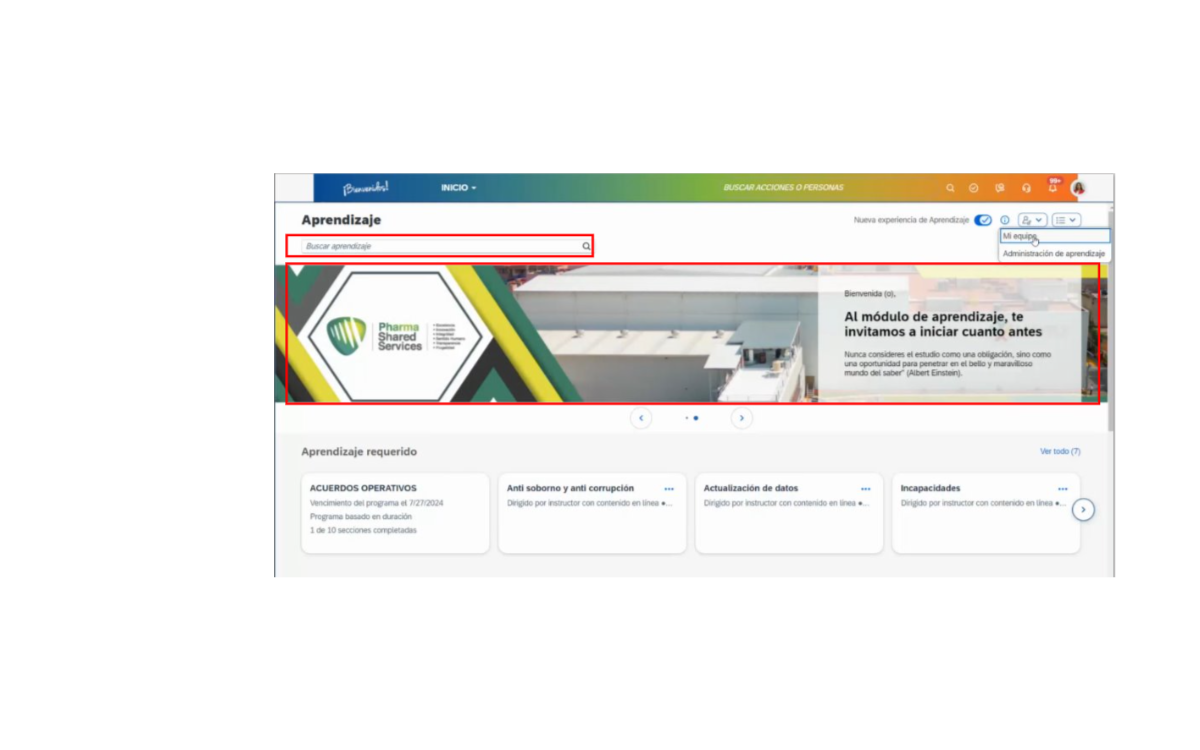 ¡Bienvenidos!
INICIO
BUSCAR ACCIONES O PERSONAS
99+
Aprendizaje
Nueva experiencia de Aprendizaje
Mi equipo
Buscar aprendizaje
Administración de aprendizaje
Pharma
Shared
Services
Bienvenida (o),
Al módulo de aprendizaje, te
invitamos a iniciar cuanto antes
Nunca consideres el estudio como una obligación, sino como
una oportunidad para penetrar en el bello y maravilloso
mundo del saber" (Albert Einstein).
Aprendizaje requerido
Ver todo (7)
ACUERDOS OPERATIVOS
Vencimiento del programa el 7/27/2024
Programa basado en duración
1 de 10 secciones completadas
Anti soborno y anti corrupción
Dirigido por instructor con contenido en línea •...
Actualización de datos
Dirigido por instructor con contenido en línea •...
Incapacidades
Dirigido por instructor con contenido en línea •...